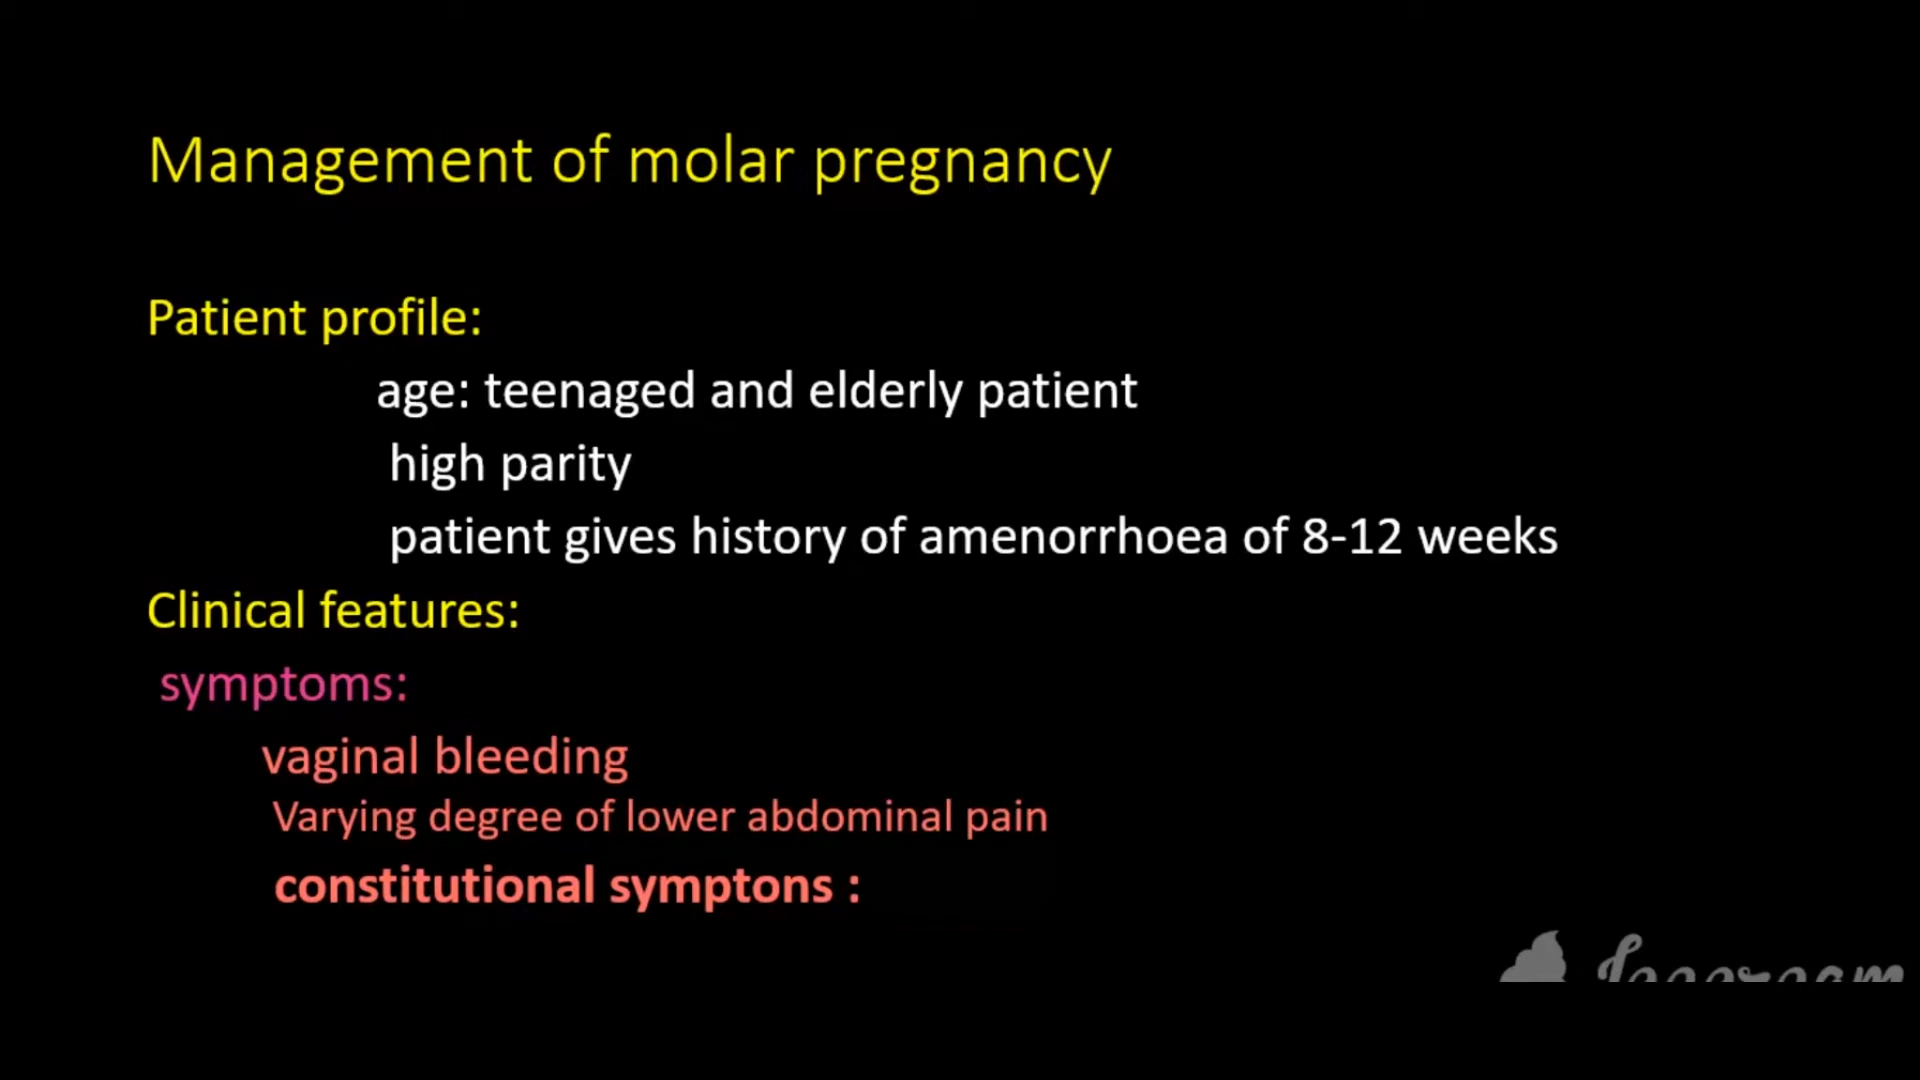 Management of molar pregnancy
Patient profile:
age: teenaged and elderly patient
high parity
patient gives history of amenorrhoea of 8-12 weeks
Clinical features:
symptoms:
vaginal bleeding
Varying degree of lower abdominal pain
constitutional symptons :